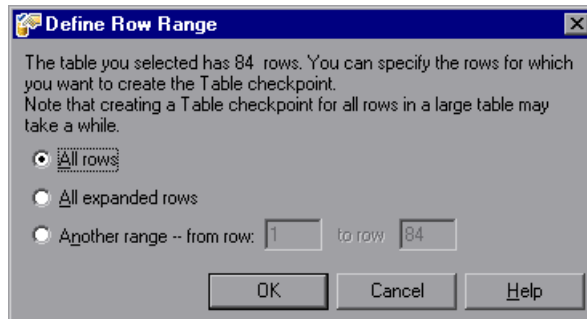 Define Row Range
The table you selected has 84 rows. You can specify the rows for which
you want to create the Table checkpoint.
Note that creating a Table checkpoint for all rows in a large table may
take a while.
All rows
All expanded rows
Another range -- from row: 1 to row 84
OK Cancel Help